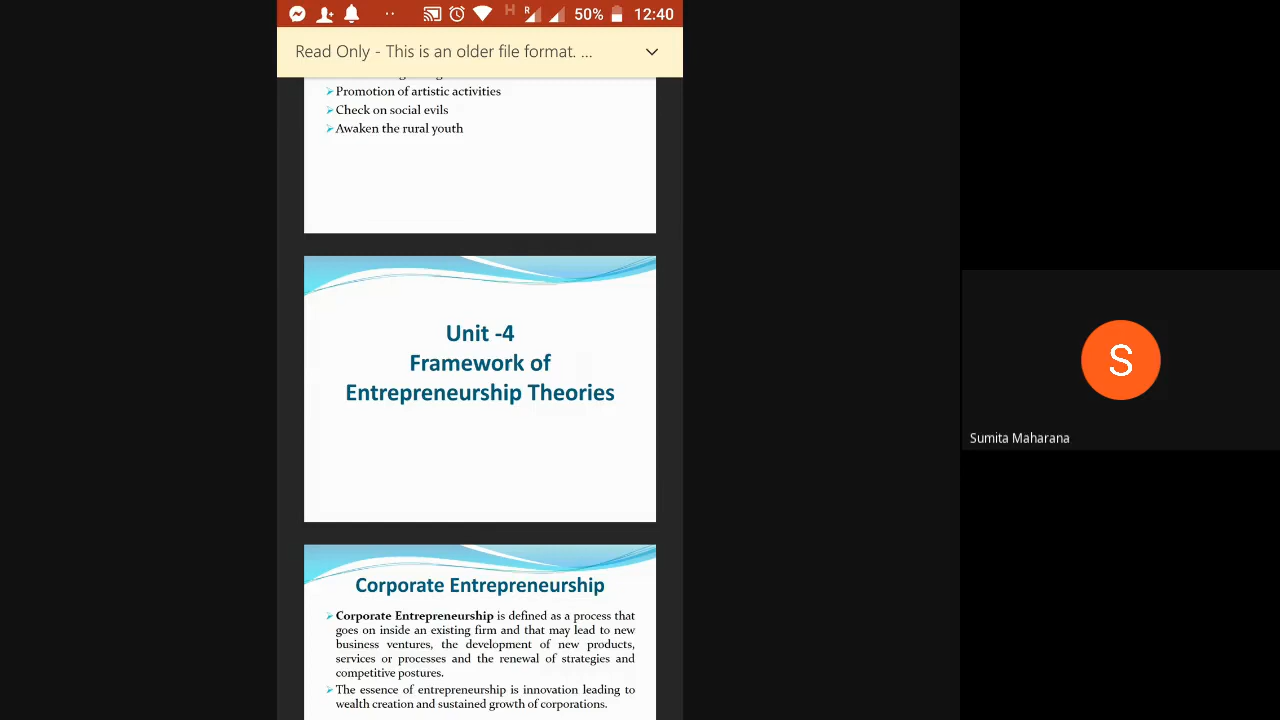 H R 50% 12:40
Read Only - This is an older file format. ...
Promotion of artistic activities
Check on social evils
Awaken the rural youth
Unit -4
Framework of
Entrepreneurship Theories
Corporate Entrepreneurship
Corporate Entrepreneurship is defined as a process that
goes on inside an existing firm and that may lead to new
business ventures, the development of new products,
services or processes and the renewal of strategies and
competitive postures.
The essence of entrepreneurship is innovation leading to
wealth creation and sustained growth of corporations.
S
Sumita Maharana